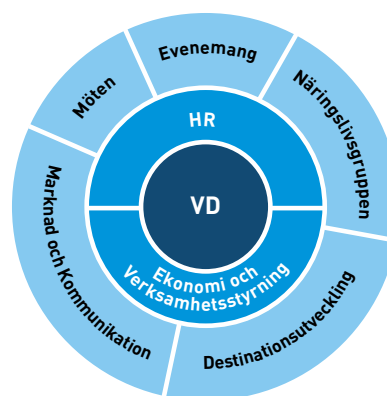 Evenemang
Möten
Näringslivsgruppen
HR
VD
Ekonomi och
Verksamhetsstyrning
Marknad och Kommunikation
Destinationsutveckling